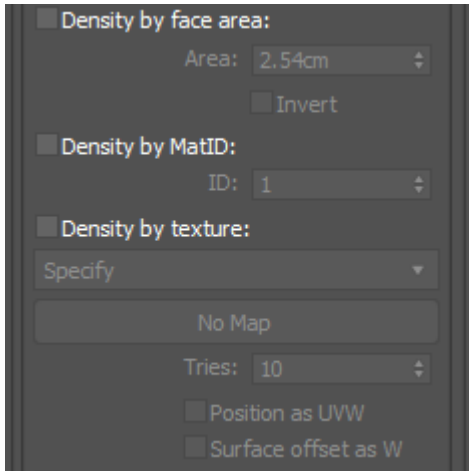 Density by face area:
Area: 2.54cm
Invert
Density by MatID:
ID: 1
Density by texture:
Specify
No Map
Tries: 10
Position as UVW
Surface offset as W